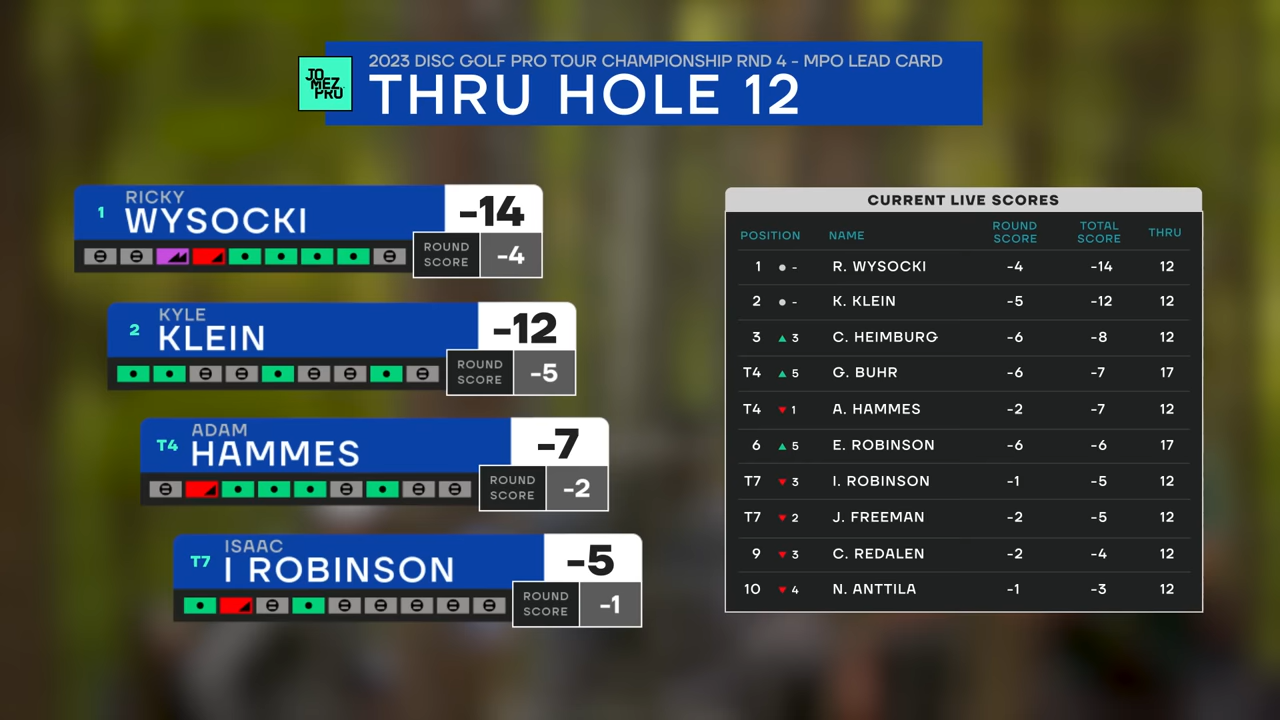 JO
MEZ
PRO
2023 DISC GOLF PRO TOUR CHAMPIONSHIP RND 4 - MPO LEAD CARD
THRU HOLE 12
1 RICKY WYSOCKI -14
ROUND SCORE -4
2 KYLE KLEIN -12
ROUND SCORE -5
T4 ADAM HAMMES -7
ROUND SCORE -2
T7 ISAAC I ROBINSON -5
ROUND SCORE -1
CURRENT LIVE SCORES
POSITION NAME ROUND SCORE TOTAL SCORE THRU
1 - R. WYSOCKI -4 -14 12
2 - K. KLEIN -5 -12 12
3 3 C. HEIMBURG -6 -8 12
T4 5 G. BUHR -6 -7 17
T4 1 A. HAMMES -2 -7 12
6 5 E. ROBINSON -6 -6 17
T7 3 I. ROBINSON -1 -5 12
T7 2 J. FREEMAN -2 -5 12
9 3 C. REDALEN -2 -4 12
10 4 N. ANTTILA -1 -3 12